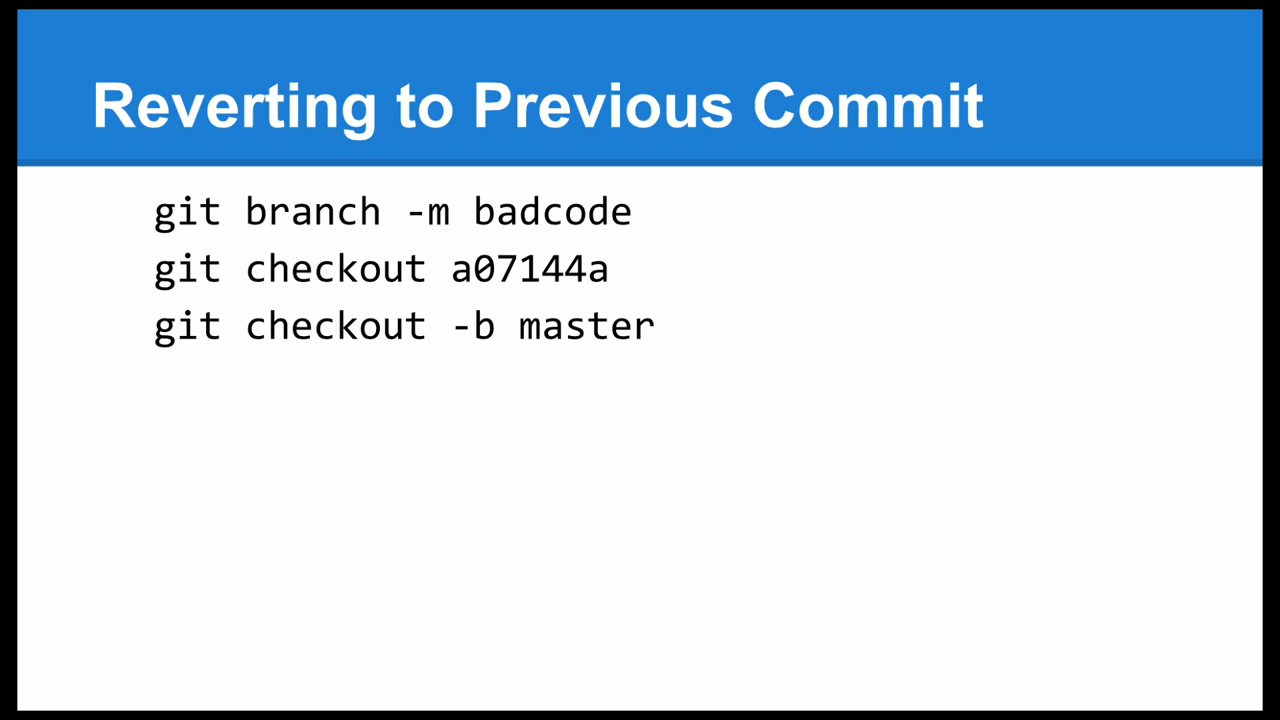 Reverting to Previous Commit
git branch -m badcode
git checkout a07144a
git checkout -b master